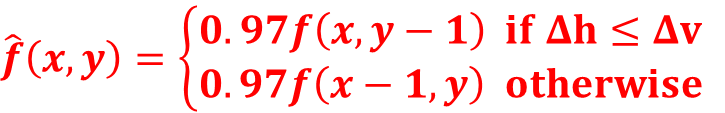 f̂(x, y) = {0.97f(x, y − 1) if Δh ≤ Δv
0.97f(x − 1, y) otherwise